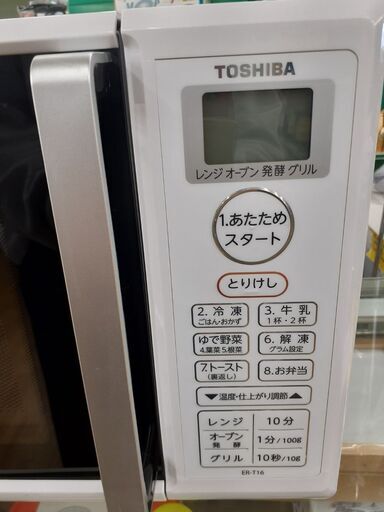 TOSHIBA
レンジ オーブン 発酵 グリル
1.あたため
スタート
とりけし
2. 冷 凍
ごはん・おかず
3. 牛 乳
1杯・2杯
ゆで野菜
4.葉菜 5.根菜
6. 解 凍
グラム設定
7.トースト
(裏返し)
8.お弁当
▼温度・仕上がり調節▲
レンジ
10分
オーブン
発 酵
1分/100g
グリル
10秒/10g
ER-T16